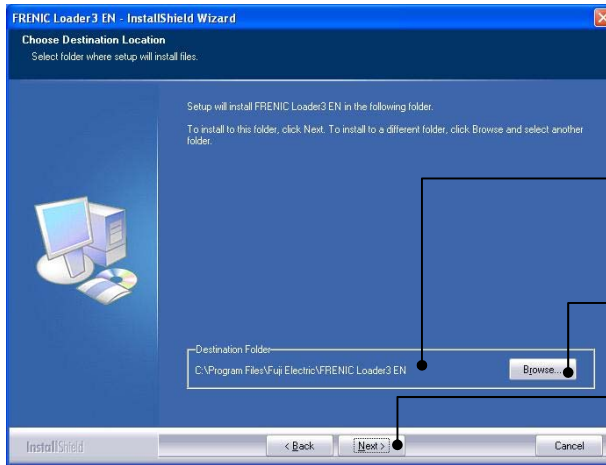 FRENIC Loader3 EN - InstallShield Wizard
Choose Destination Location
Select folder where setup will install files.
Setup will install FRENIC Loader3 EN in the following folder.
To install to this folder, click Next. To install to a different folder, click Browse and select another
folder.
Destination Folder
C:\Program Files\Fuji Electric\FRENIC Loader3 EN
Browse...
InstallShield
< Back
Next >
Cancel